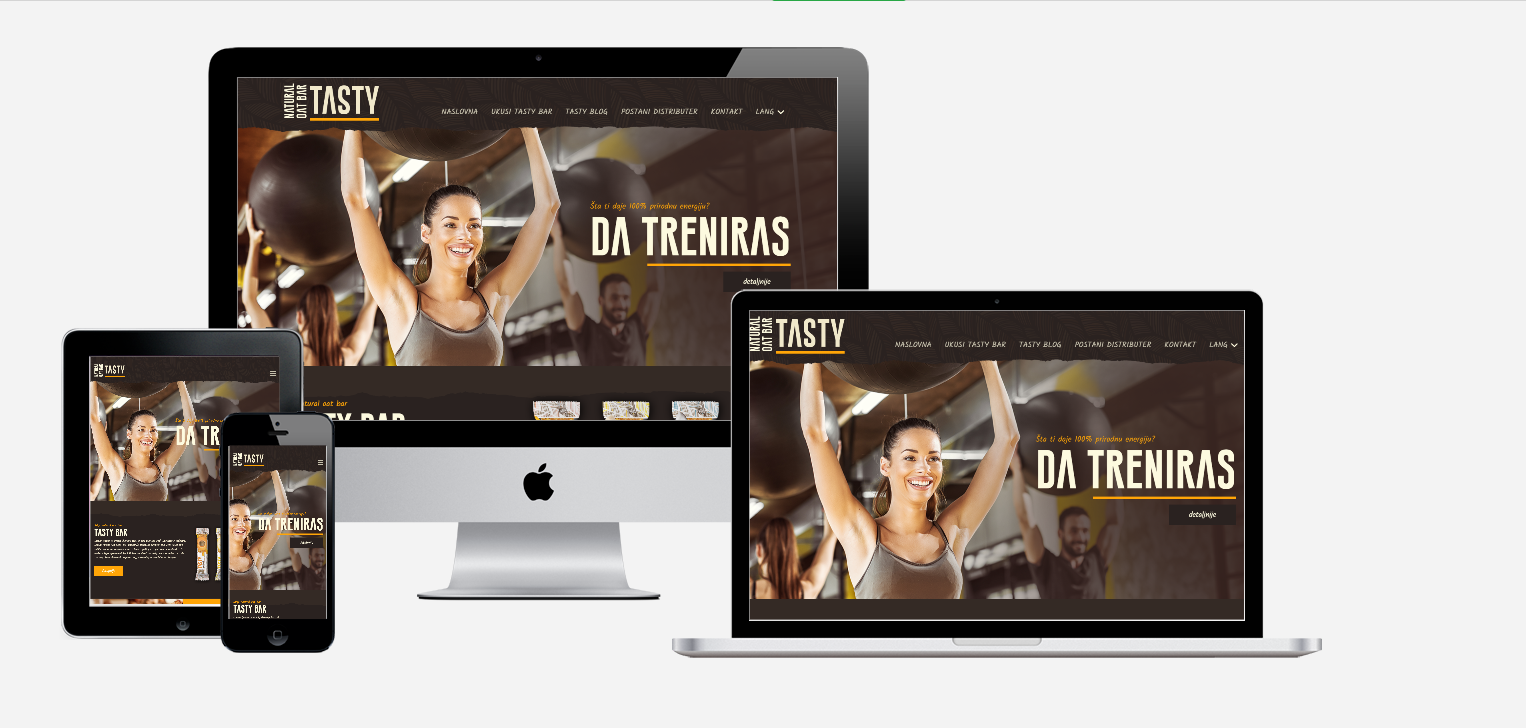 NATURAL
OAT BAR
TASTY
NASLOVNA UKUSI TASTY BAR TASTY BLOG POSTANI DISTRIBUTER KONTAKT LANG
Šta ti daje 100% prirodnu energiju?
DA TRENIRAS
detaljnije
tural oat bar
TASTY BAR
NATURAL
OAT BAR
TASTY
NASLOVNA UKUSI TASTY BAR TASTY BLOG POSTANI DISTRIBUTER KONTAKT LANG
Šta ti daje 100% prirodnu energiju?
DA TRENIRAS
detaljnije
TASTY
DA TR
TASTY BAR
TASTY
DA TRENIRAS
TASTY BAR